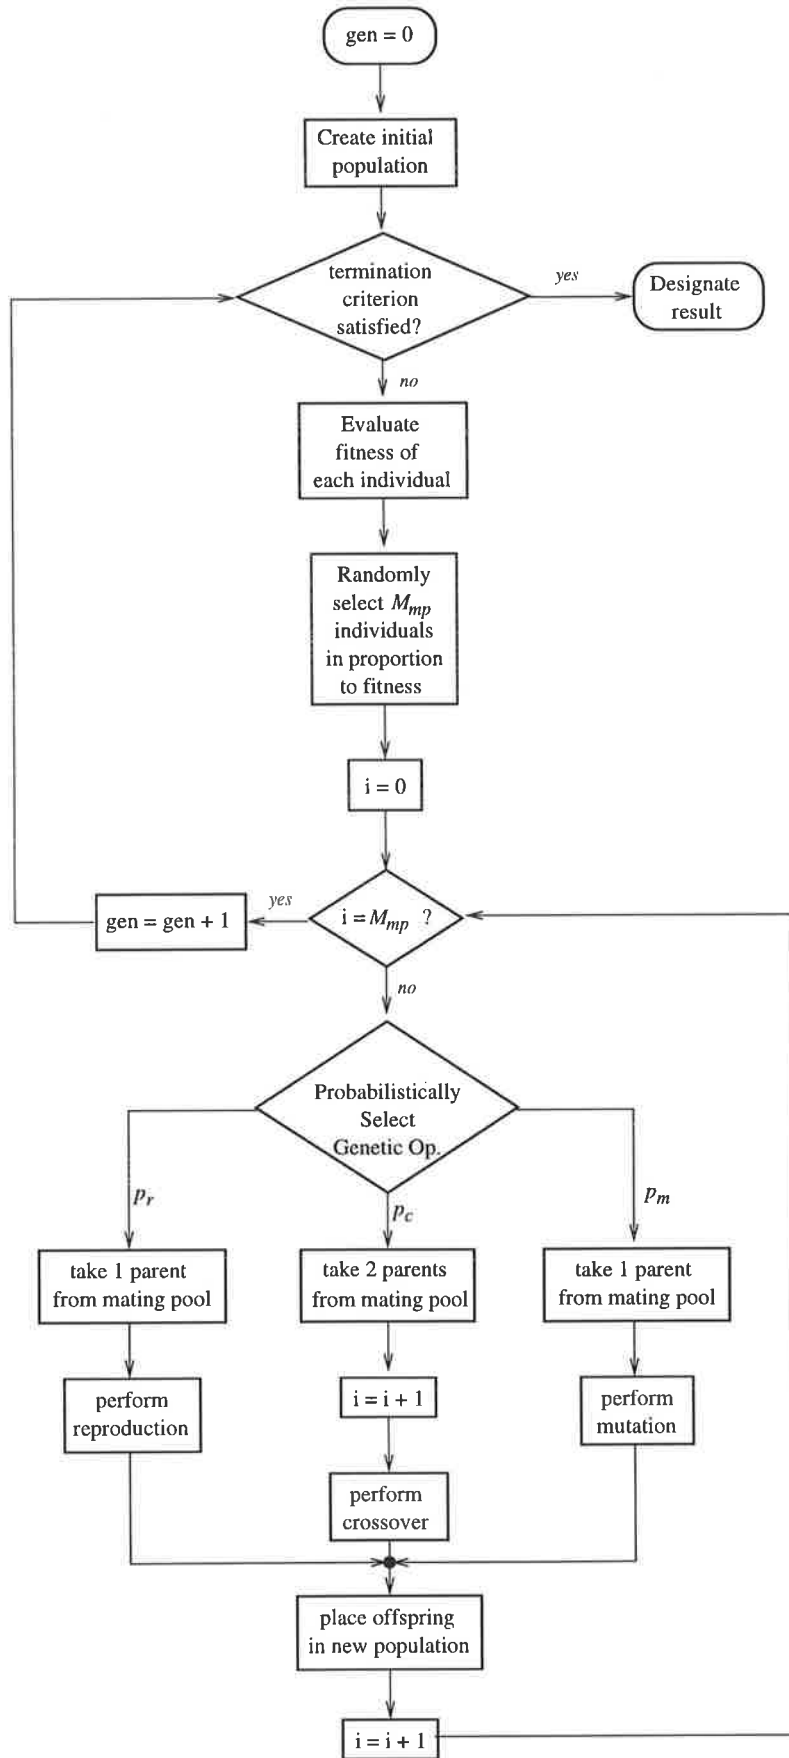 gen = 0
Create initial
population
termination
criterion
satisfied?
yes
Designate
result
no
Evaluate
fitness of
each individual
Randomly
select M_mp
individuals
in proportion
to fitness
i = 0
gen = gen + 1
yes
i = M_mp ?
no
Probabilistically
Select
Genetic Op.
p_r
p_c
p_m
take 1 parent
from mating pool
take 2 parents
from mating pool
take 1 parent
from mating pool
perform
reproduction
i = i + 1
perform
mutation
perform
crossover
place offspring
in new population
i = i + 1